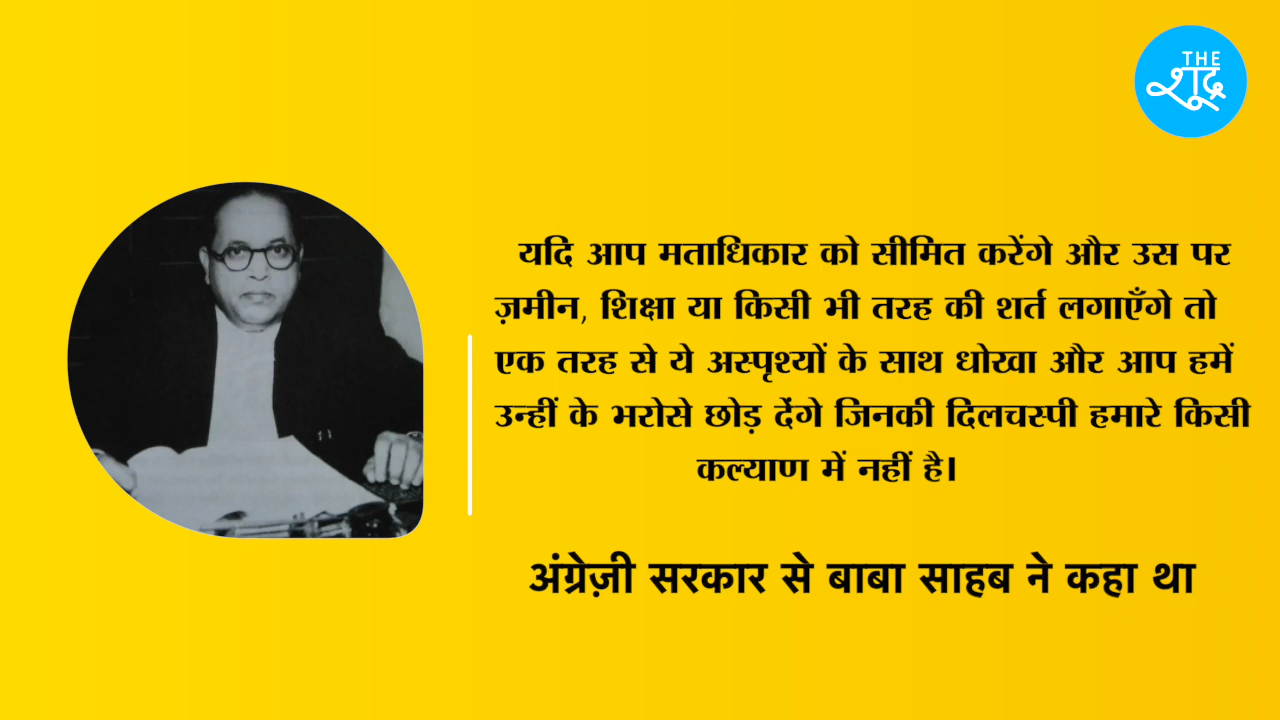 THE
शूद्र
यदि आप मताधिकार को सीमित करेंगे और उस पर
ज़मीन, शिक्षा या किसी भी तरह की शर्त लगाएँगे तो
एक तरह से ये अस्पृश्यों के साथ धोखा और आप हमें
उन्हीं के भरोसे छोड़ देंगे जिनकी दिलचस्पी हमारे किसी
कल्याण में नहीं है।
अंग्रेज़ी सरकार से बाबा साहब ने कहा था